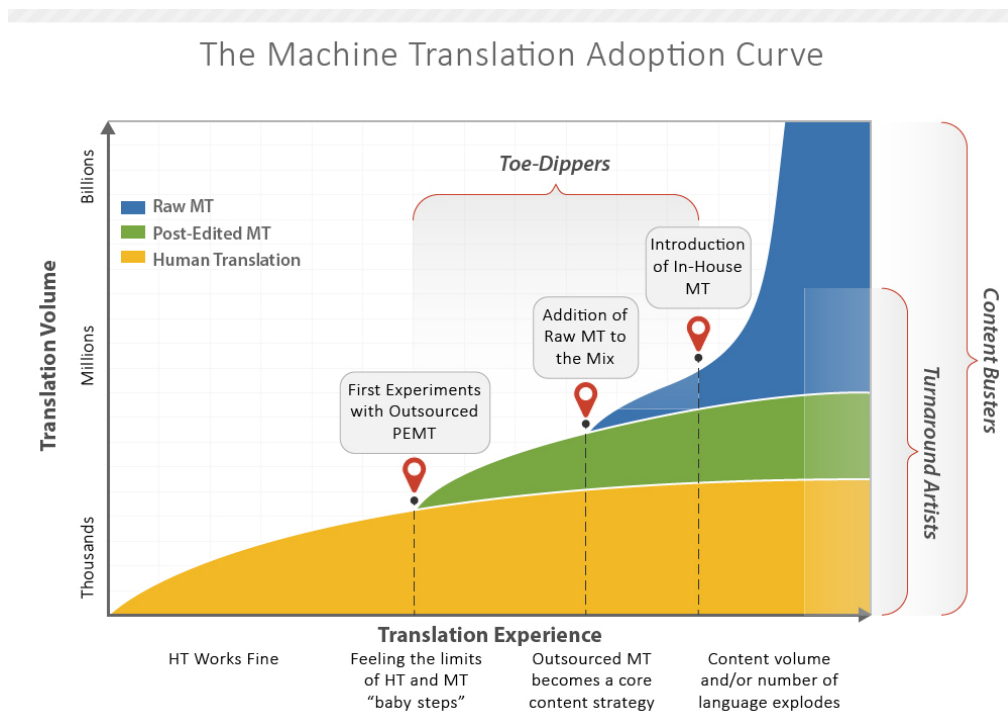 The Machine Translation Adoption Curve
Billions
Millions
Thousands
Translation Volume
Raw MT
Post-Edited MT
Human Translation
Toe-Dippers
First Experiments
with Outsourced
PEMT
Addition of
Raw MT to
the Mix
Introduction
of In-House
MT
Turnaround Artists
Content Busters
Translation Experience
HT Works Fine
Feeling the limits
of HT and MT
“baby steps”
Outsourced MT
becomes a core
content strategy
Content volume
and/or number of
language explodes